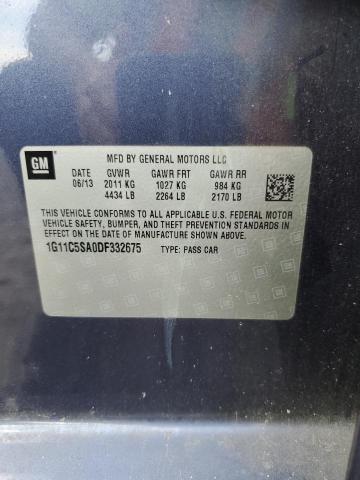 GM
MFD BY GENERAL MOTORS LLC
DATE GVWR GAWR FRT GAWR RR
06/13 2011 KG 1027 KG 984 KG
4434 LB 2264 LB 2170 LB
THIS VEHICLE CONFORMS TO ALL APPLICABLE U.S. FEDERAL MOTOR
VEHICLE SAFETY, BUMPER, AND THEFT PREVENTION STANDARDS IN
EFFECT ON THE DATE OF MANUFACTURE SHOWN ABOVE.
1G11C5SA0DF332675 TYPE: PASS CAR